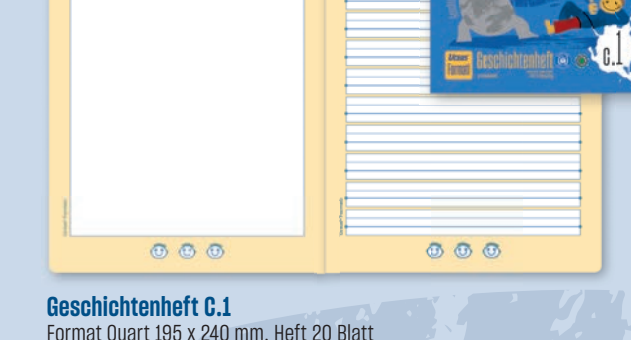 c.1
Geschichtenheft
Geschichtenheft C.1
Format Quart 195 x 240 mm, Heft 20 Blatt